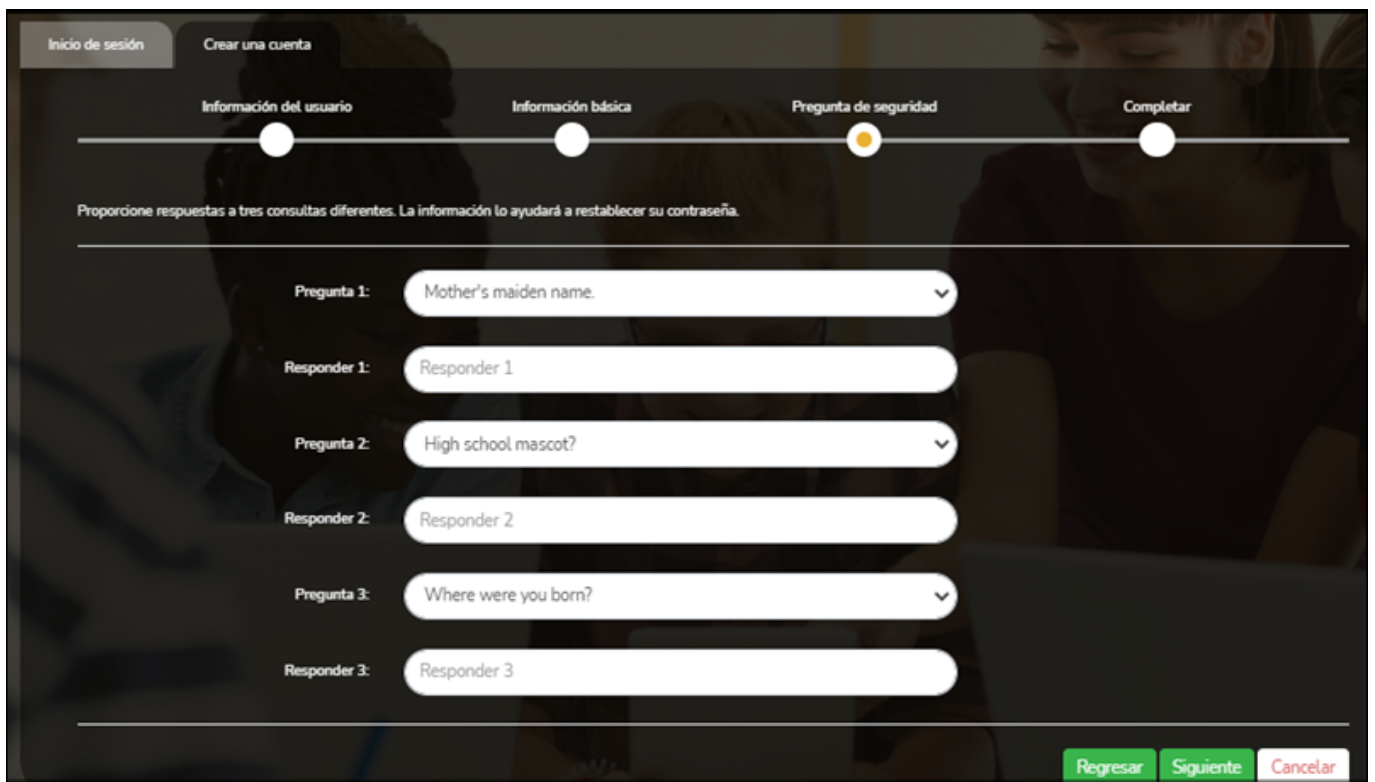 Inicio de sesión
Crear una cuenta
Información del usuario
Información básica
Pregunta de seguridad
Completar
Proporcione respuestas a tres consultas diferentes. La información lo ayudará a restablecer su contraseña.
Pregunta 1: Mother's maiden name.
Responder 1: Responder 1
Pregunta 2: High school mascot?
Responder 2: Responder 2
Pregunta 3: Where were you born?
Responder 3: Responder 3
Regresar Siguiente Cancelar